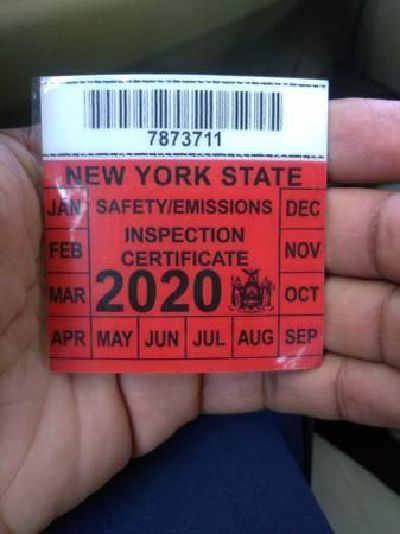 7873711
NEW YORK STATE
JAN SAFETY/EMISSIONS DEC
INSPECTION
FEB CERTIFICATE NOV
MAR 2020 OCT
APR MAY JUN JUL AUG SEP